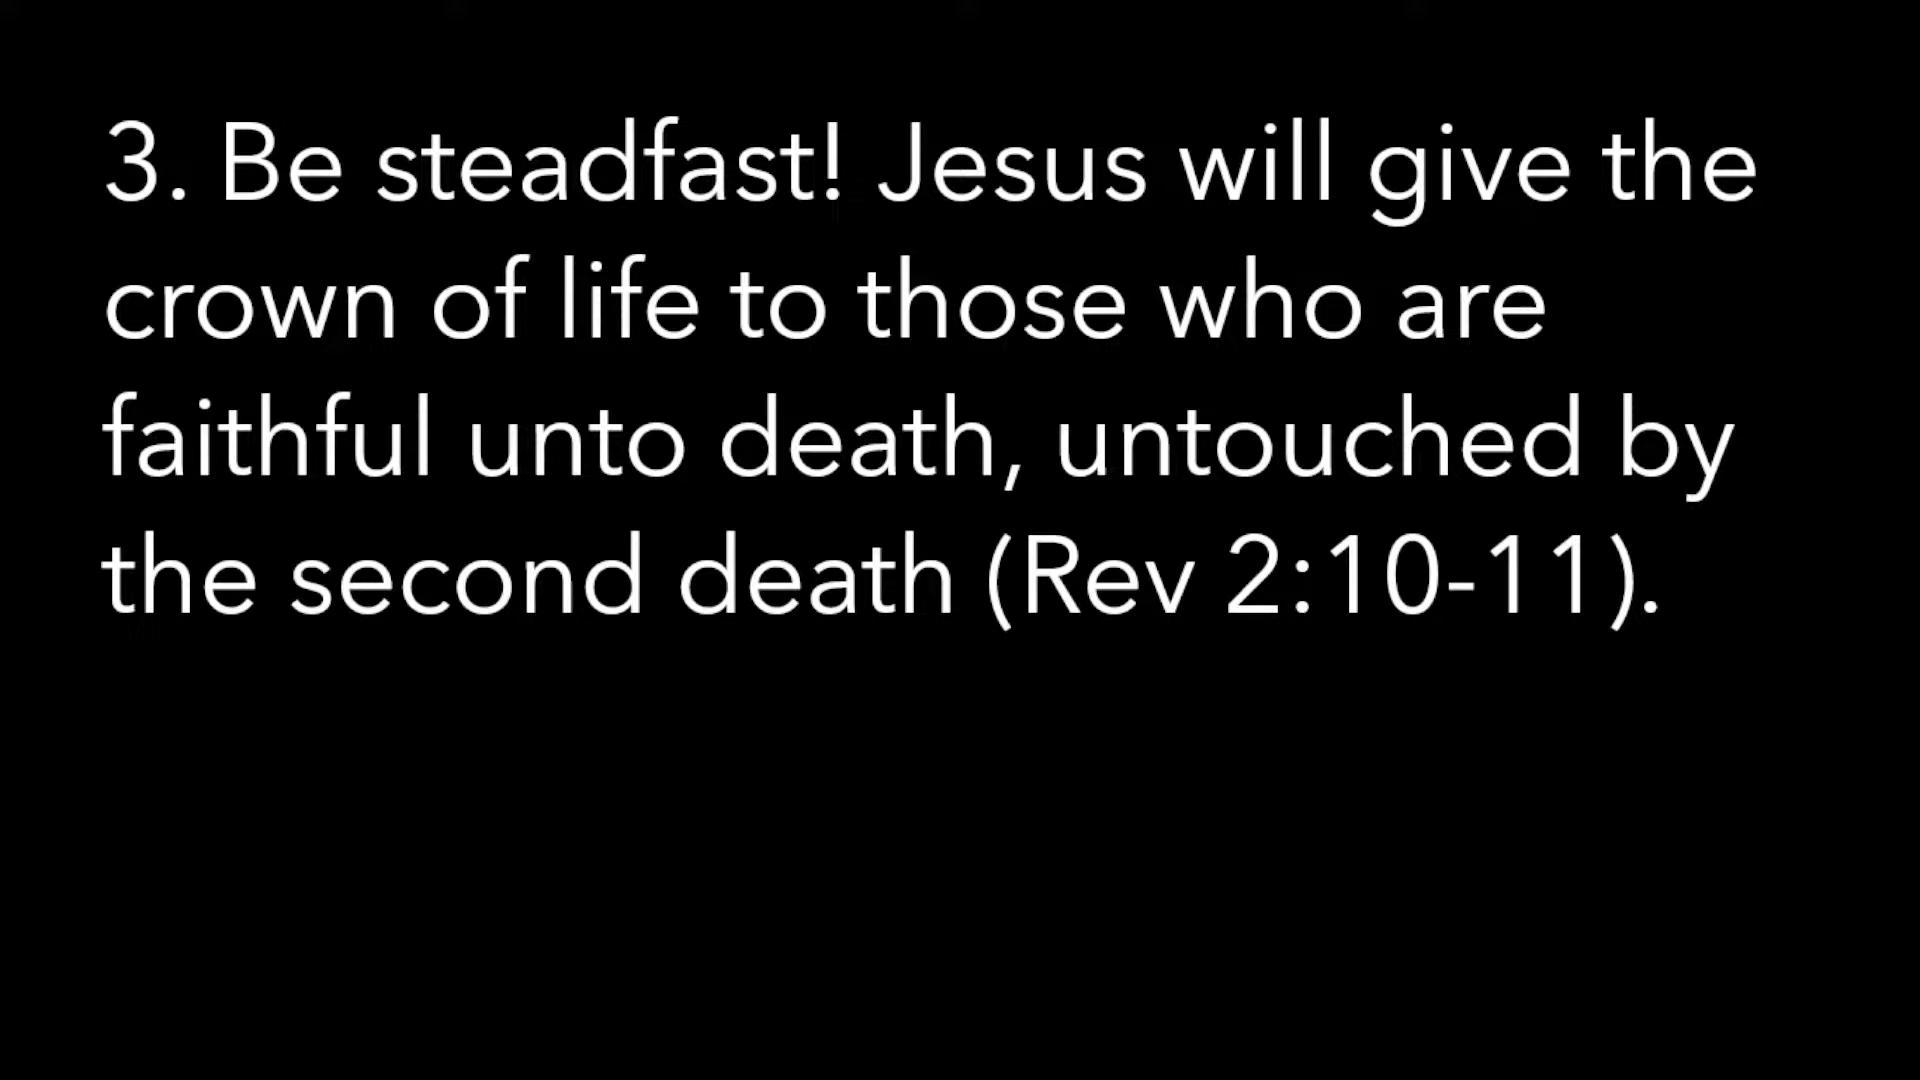 3. Be steadfast! Jesus will give the
crown of life to those who are
faithful unto death, untouched by
the second death (Rev 2:10-11).